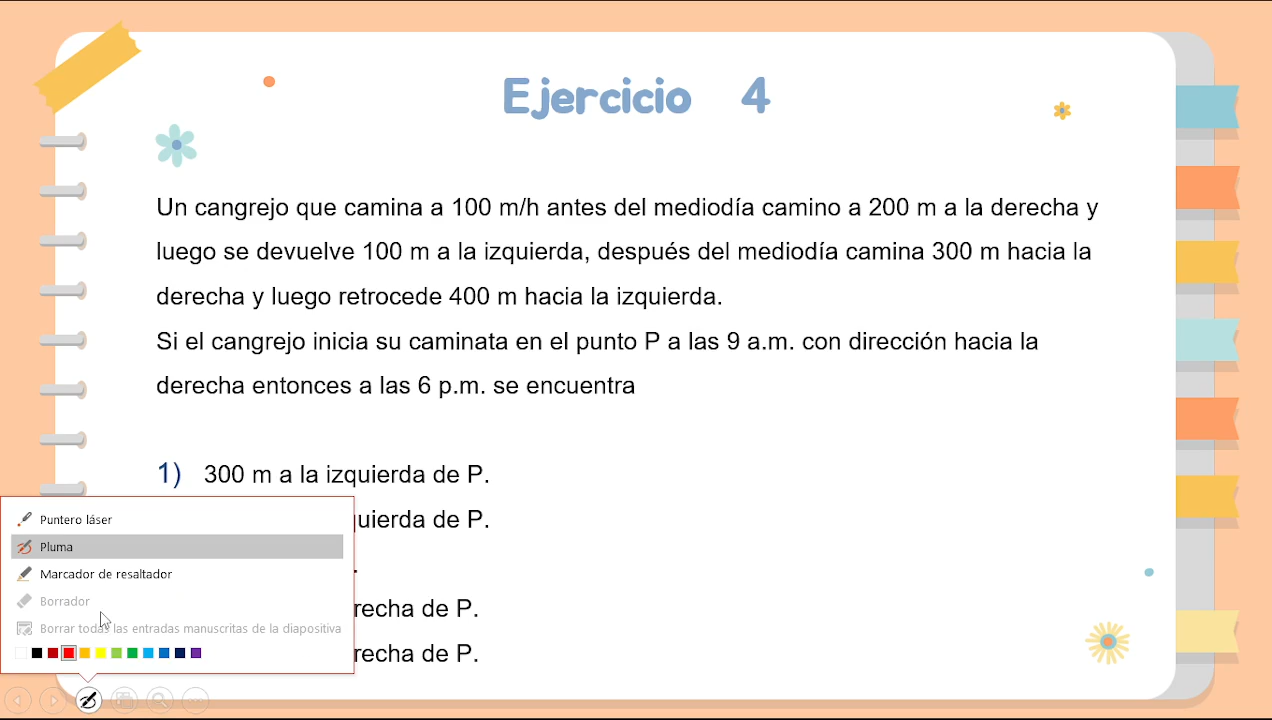 Ejercicio 4
Un cangrejo que camina a 100 m/h antes del mediodía camino a 200 m a la derecha y
luego se devuelve 100 m a la izquierda, después del mediodía camina 300 m hacia la
derecha y luego retrocede 400 m hacia la izquierda.
Si el cangrejo inicia su caminata en el punto P a las 9 a.m. con dirección hacia la
derecha entonces a las 6 p.m. se encuentra
1) 300 m a la izquierda de P.
quierda de P.
.
recha de P.
recha de P.
Puntero láser
Pluma
Marcador de resaltador
Borrador
Borrar todas las entradas manuscritas de la diapositiva